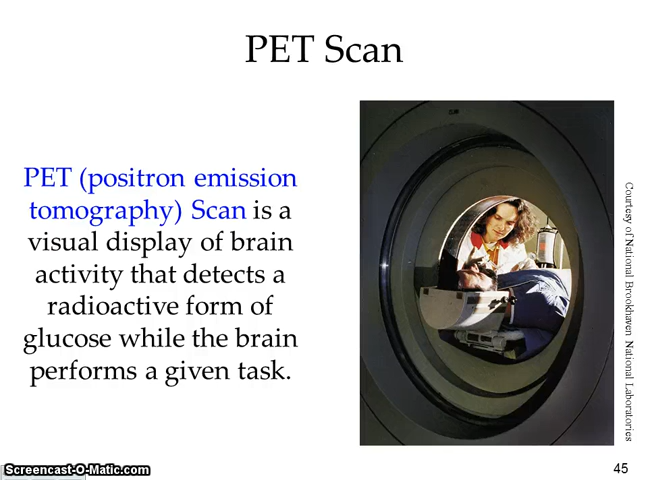 PET Scan
PET (positron emission
tomography) Scan is a
visual display of brain
activity that detects a
radioactive form of
glucose while the brain
performs a given task.
Courtesy of National Brookhaven National Laboratories
Screencast-O-Matic.com
45